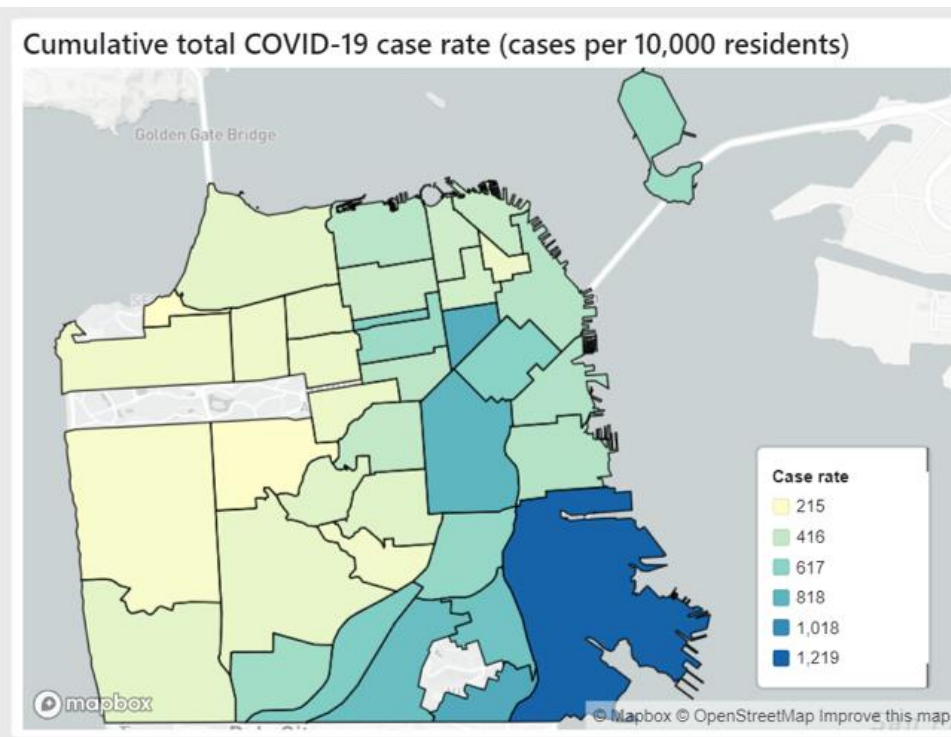 Cumulative total COVID-19 case rate (cases per 10,000 residents)
Golden Gate Bridge
Case rate
215
416
617
818
1,018
1,219
mapbox
© Mapbox © OpenStreetMap Improve this map